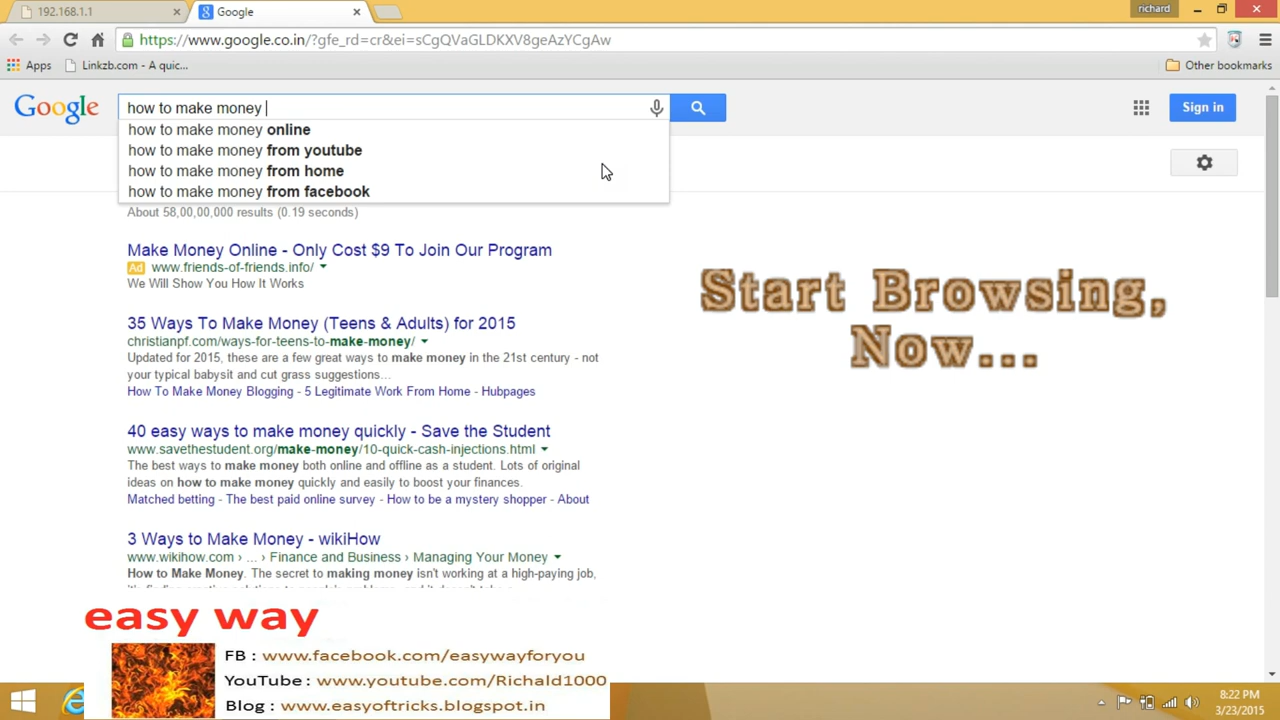 192.168.1.1
Google
richard
https://www.google.co.in/?gfe_rd=cr&ei=sCgQVaGLDKXV8geAzYCgAw
Apps
Linkzb.com - A quic...
Other bookmarks
Google
how to make money
Sign in
how to make money online
how to make money from youtube
how to make money from home
how to make money from facebook
About 58,00,00,000 results (0.19 seconds)
Make Money Online - Only Cost $9 To Join Our Program
Ad www.friends-of-friends.info/
We Will Show You How It Works
Start Browsing,
Now...
35 Ways To Make Money (Teens & Adults) for 2015
christianpf.com/ways-for-teens-to-make-money/
Updated for 2015, these are a few great ways to make money in the 21st century - not
your typical babysit and cut grass suggestions...
How To Make Money Blogging - 5 Legitimate Work From Home - Hubpages
40 easy ways to make money quickly - Save the Student
www.savethestudent.org/make-money/10-quick-cash-injections.html
The best ways to make money both online and offline as a student. Lots of original
ideas on how to make money quickly and easily to boost your finances.
Matched betting - The best paid online survey - How to be a mystery shopper - About
3 Ways to Make Money - wikiHow
www.wikihow.com › ... › Finance and Business › Managing Your Money
How to Make Money. The secret to making money isn't working at a high-paying job,
easy way
FB : www.facebook.com/easywayforyou
YouTube : www.youtube.com/Richald1000
Blog : www.easyoftricks.blogspot.in
8:22 PM
3/23/2015